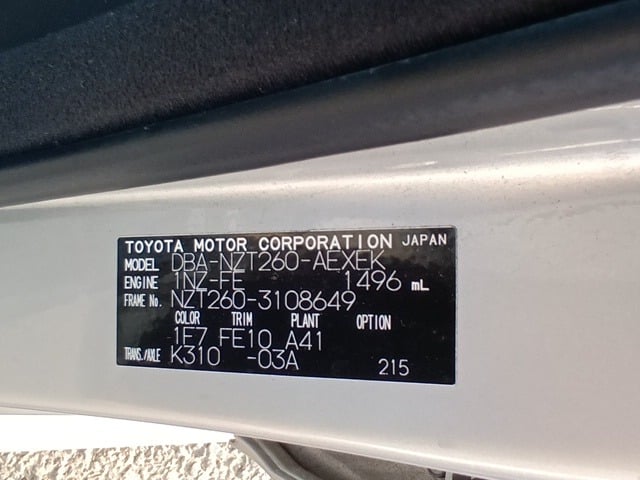 TOYOTA MOTOR CORPORATION JAPAN
MODEL DBA-NZT260-AEXEK
ENGINE 1NZ-FE 1496 mL
FRAME No. NZT260-3108649
COLOR TRIM PLANT OPTION
1F7 FE10 A41
TRANS./AXLE K310 -03A 215